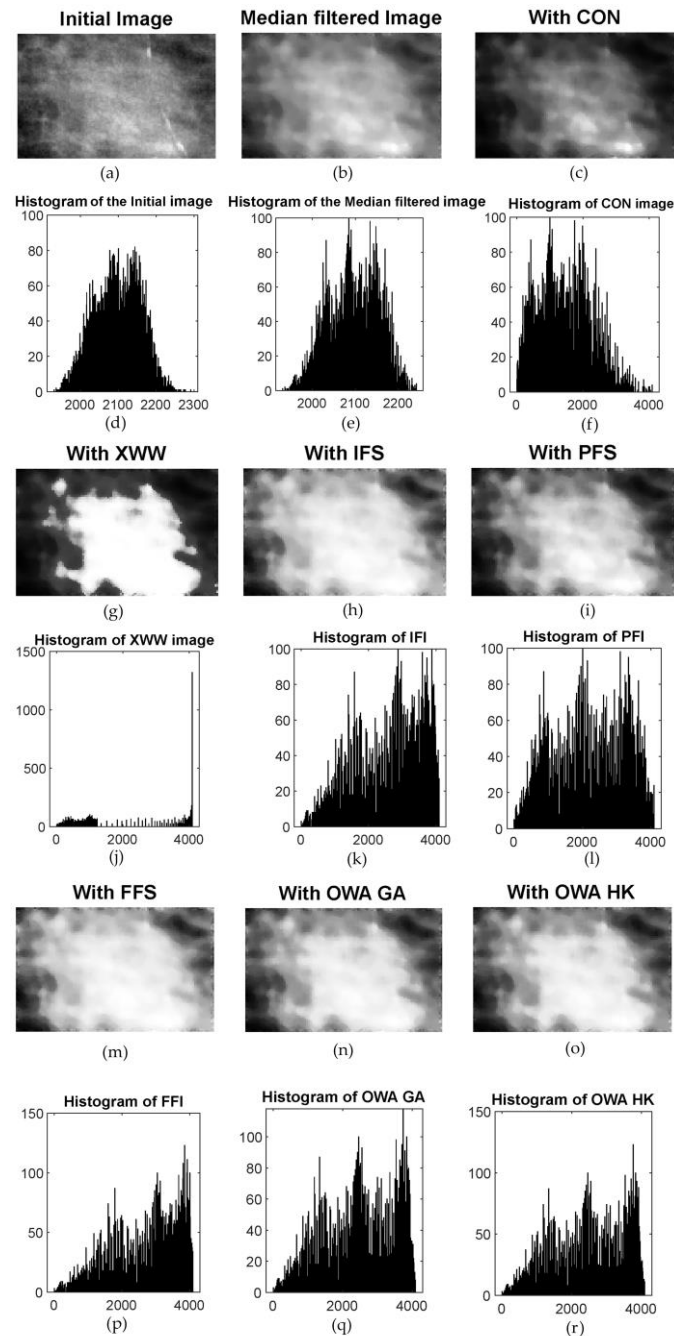 Initial Image Median filtered Image With CON
(a) (b) (c)
Histogram of the Initial image Histogram of the Median filtered image Histogram of CON image
100 100 100
80 80 80
60 60 60
40 40 40
20 20 20
0 0 0
2000 2100 2200 2300 2000 2100 2200 0 2000 4000
(d) (e) (f)
With XWW With IFS With PFS
(g) (h) (i)
Histogram of XWW image Histogram of IFI Histogram of PFI
1500 100 100
80 80
1000 60 60
500 40 40
20 20
0 0 0
0 2000 4000 0 2000 4000 0 2000 4000
(j) (k) (l)
With FFS With OWA GA With OWA HK
(m) (n) (o)
Histogram of FFI Histogram of OWA GA Histogram of OWA HK
150 100 150
100 80 100
60
50 40 50
20
0 0 0
0 2000 4000 0 2000 4000 0 2000 4000
(p) (q) (r)